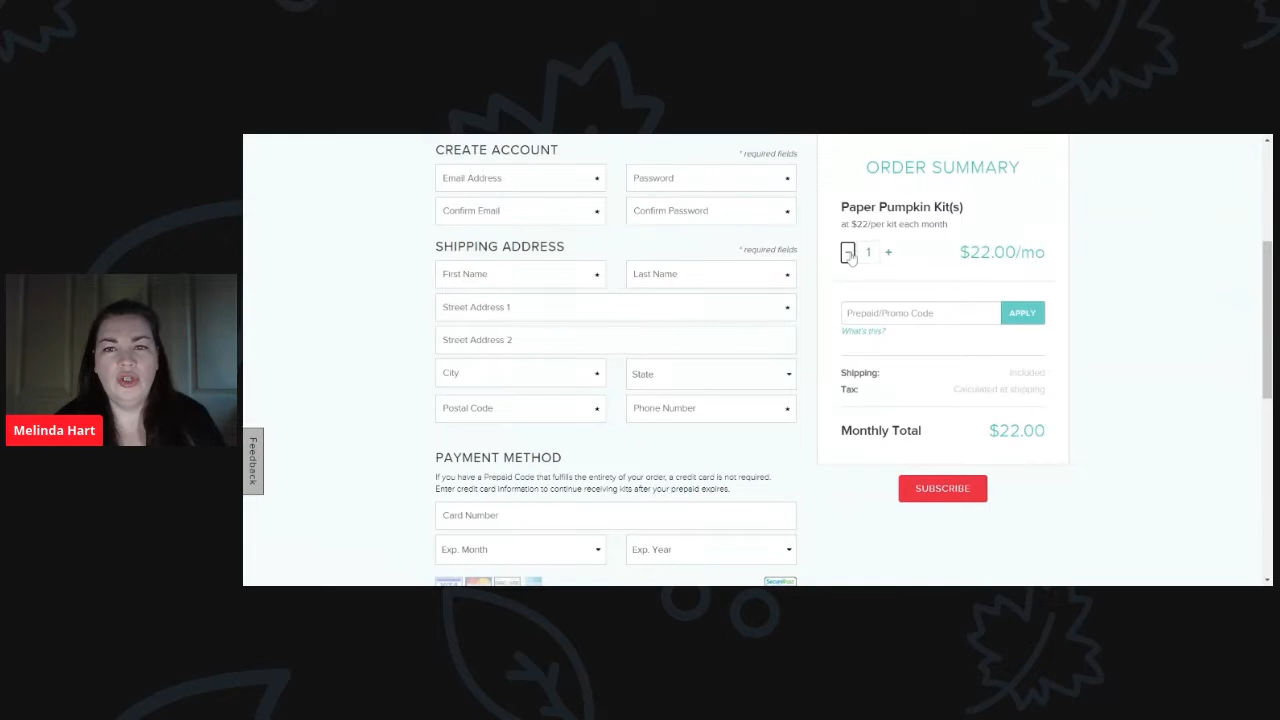 CREATE ACCOUNT
* required fields
Email Address *
Password *
Confirm Email *
Confirm Password *
SHIPPING ADDRESS
* required fields
First Name *
Last Name *
Street Address 1 *
Street Address 2
City *
State
Postal Code *
Phone Number *
PAYMENT METHOD
If you have a Prepaid Code that fulfills the entirety of your order, a credit card is not required.
Enter credit card information to continue receiving kits after your prepaid expires.
Card Number
Exp. Month
Exp. Year
ORDER SUMMARY
Paper Pumpkin Kit(s)
at $22/per kit each month
- 1 +
$22.00/mo
Prepaid/Promo Code
APPLY
What's this?
Shipping:
Included
Tax:
Calculated at shipping
Monthly Total
$22.00
SUBSCRIBE
Feedback
Melinda Hart